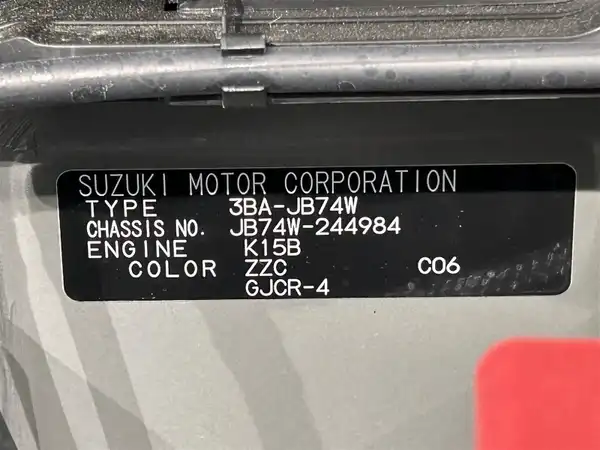 SUZUKI MOTOR CORPORATION
TYPE 3BA-JB74W
CHASSIS NO. JB74W-244984
ENGINE K15B
COLOR ZZC C06
GJCR-4